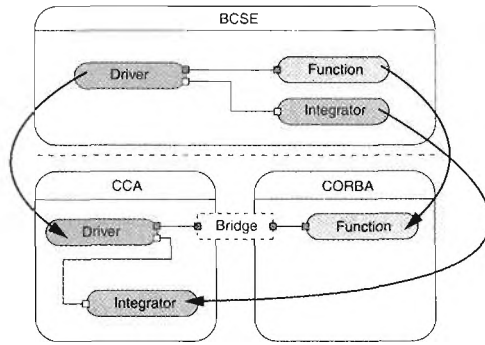 BCSE
Driver
Function
Integrator
CCA
CORBA
Driver
Bridge
Function
Integrator